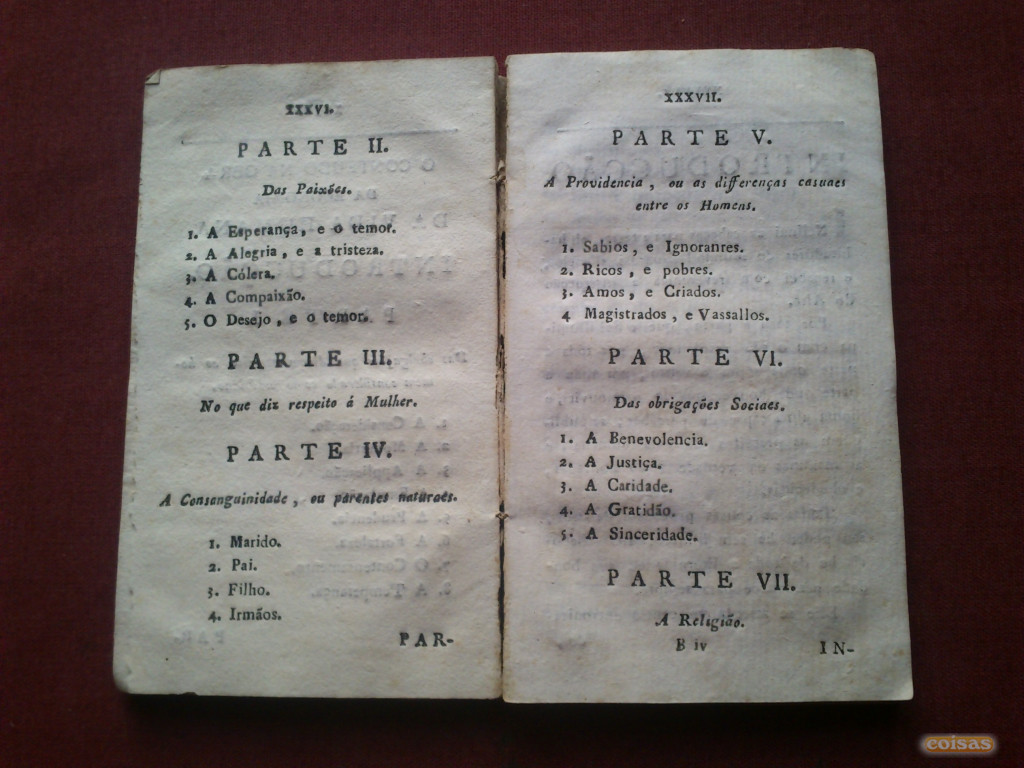 XXXVI.
PARTE II.
Das Paixões.
1. A Esperança, e o temor.
2. A Alegria, e a tristeza.
3. A Cólera.
4. A Compaixão.
5. O Desejo, e o temor.
PARTE III.
No que diz respeito á Mulher.
PARTE IV.
A Consanguinidade, ou parentes naturaes.
1. Marido.
2. Pai.
3. Filho.
4. Irmãos.
PAR-
XXXVII.
PARTE V.
A Providencia, ou as differenças casuaes
entre os Homens.
1. Sabios, e Ignoranres.
2. Ricos, e pobres.
3. Amos, e Criados.
4 Magistrados, e Vassallos.
PARTE VI.
Das obrigações Sociaes.
1. A Benevolencia.
2. A Justiça.
3. A Caridade.
4. A Gratidão.
5. A Sinceridade.
PARTE VII.
A Religião.
B iv
IN-
coisas